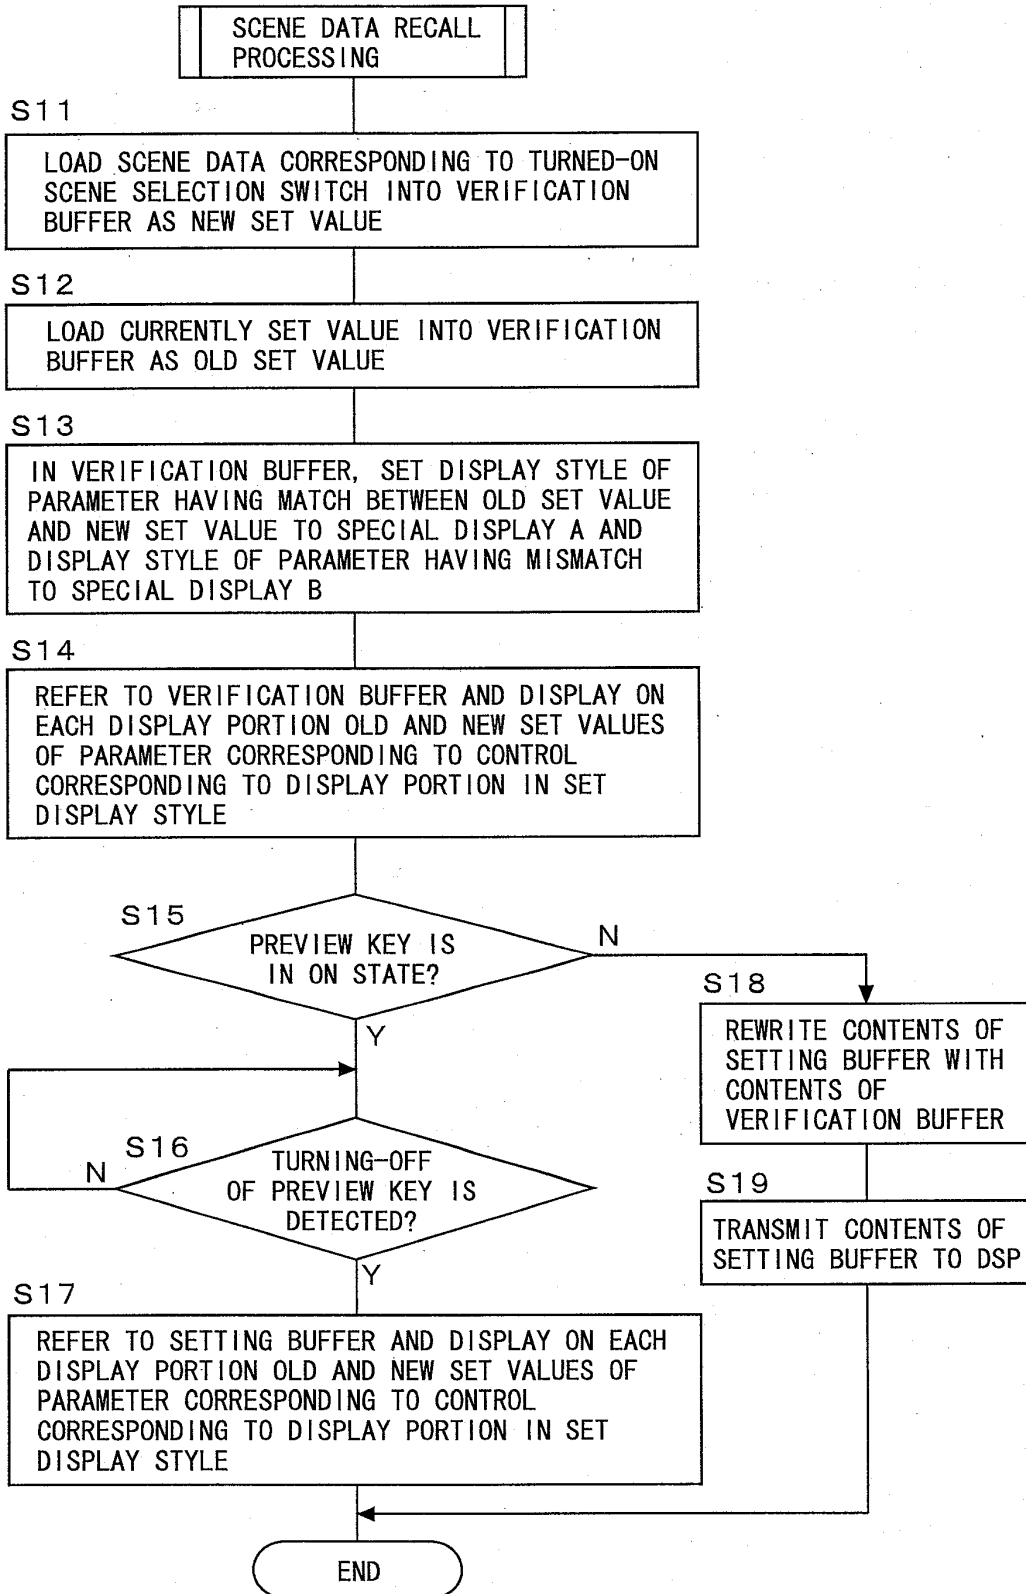 SCENE DATA RECALL
PROCESSING
S11
LOAD SCENE DATA CORRESPONDING TO TURNED-ON
SCENE SELECTION SWITCH INTO VERIFICATION
BUFFER AS NEW SET VALUE
S12
LOAD CURRENTLY SET VALUE INTO VERIFICATION
BUFFER AS OLD SET VALUE
S13
IN VERIFICATION BUFFER, SET DISPLAY STYLE OF
PARAMETER HAVING MATCH BETWEEN OLD SET VALUE
AND NEW SET VALUE TO SPECIAL DISPLAY A AND
DISPLAY STYLE OF PARAMETER HAVING MISMATCH
TO SPECIAL DISPLAY B
S14
REFER TO VERIFICATION BUFFER AND DISPLAY ON
EACH DISPLAY PORTION OLD AND NEW SET VALUES
OF PARAMETER CORRESPONDING TO CONTROL
CORRESPONDING TO DISPLAY PORTION IN SET
DISPLAY STYLE
S15
PREVIEW KEY IS
IN ON STATE?
N
Y
S18
REWRITE CONTENTS OF
SETTING BUFFER WITH
CONTENTS OF
VERIFICATION BUFFER
S16
TURNING-OFF
OF PREVIEW KEY IS
DETECTED?
N
Y
S19
TRANSMIT CONTENTS OF
SETTING BUFFER TO DSP
S17
REFER TO SETTING BUFFER AND DISPLAY ON EACH
DISPLAY PORTION OLD AND NEW SET VALUES OF
PARAMETER CORRESPONDING TO CONTROL
CORRESPONDING TO DISPLAY PORTION IN SET
DISPLAY STYLE
END